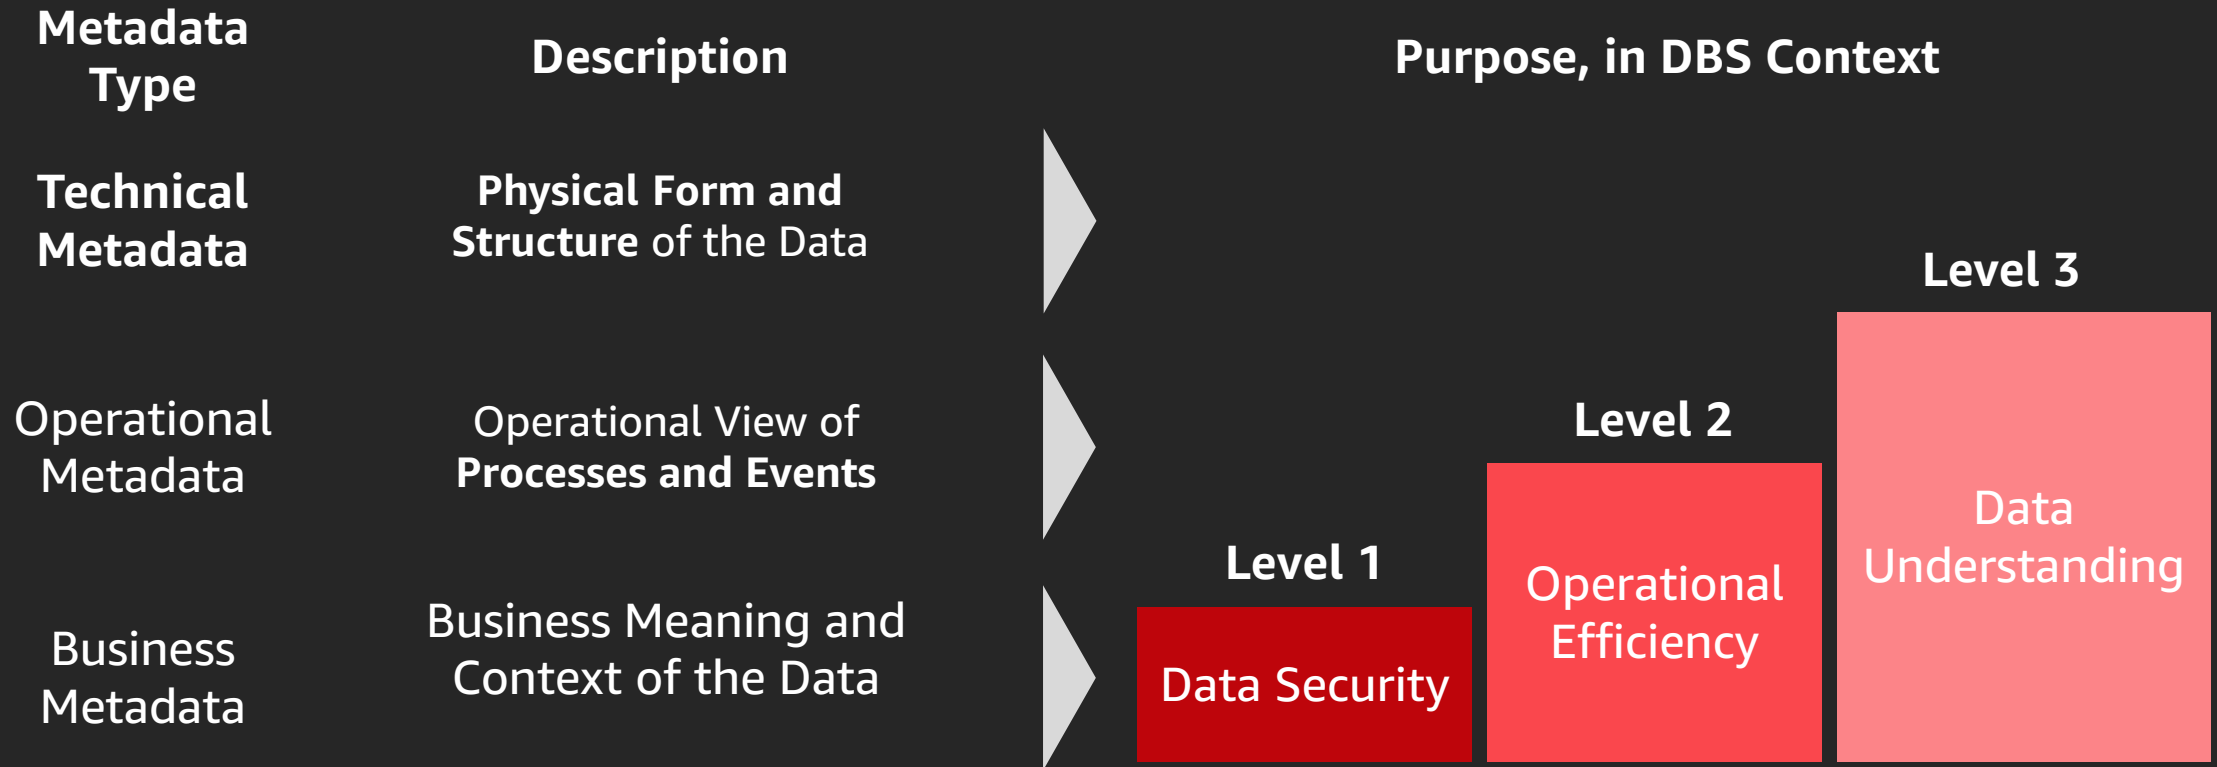 Metadata
Type
Description
Purpose, in DBS Context
Technical
Metadata
Physical Form and
Structure of the Data
Operational
Metadata
Operational View of
Processes and Events
Business
Metadata
Business Meaning and
Context of the Data
Level 1
Data Security
Level 2
Operational
Efficiency
Level 3
Data
Understanding